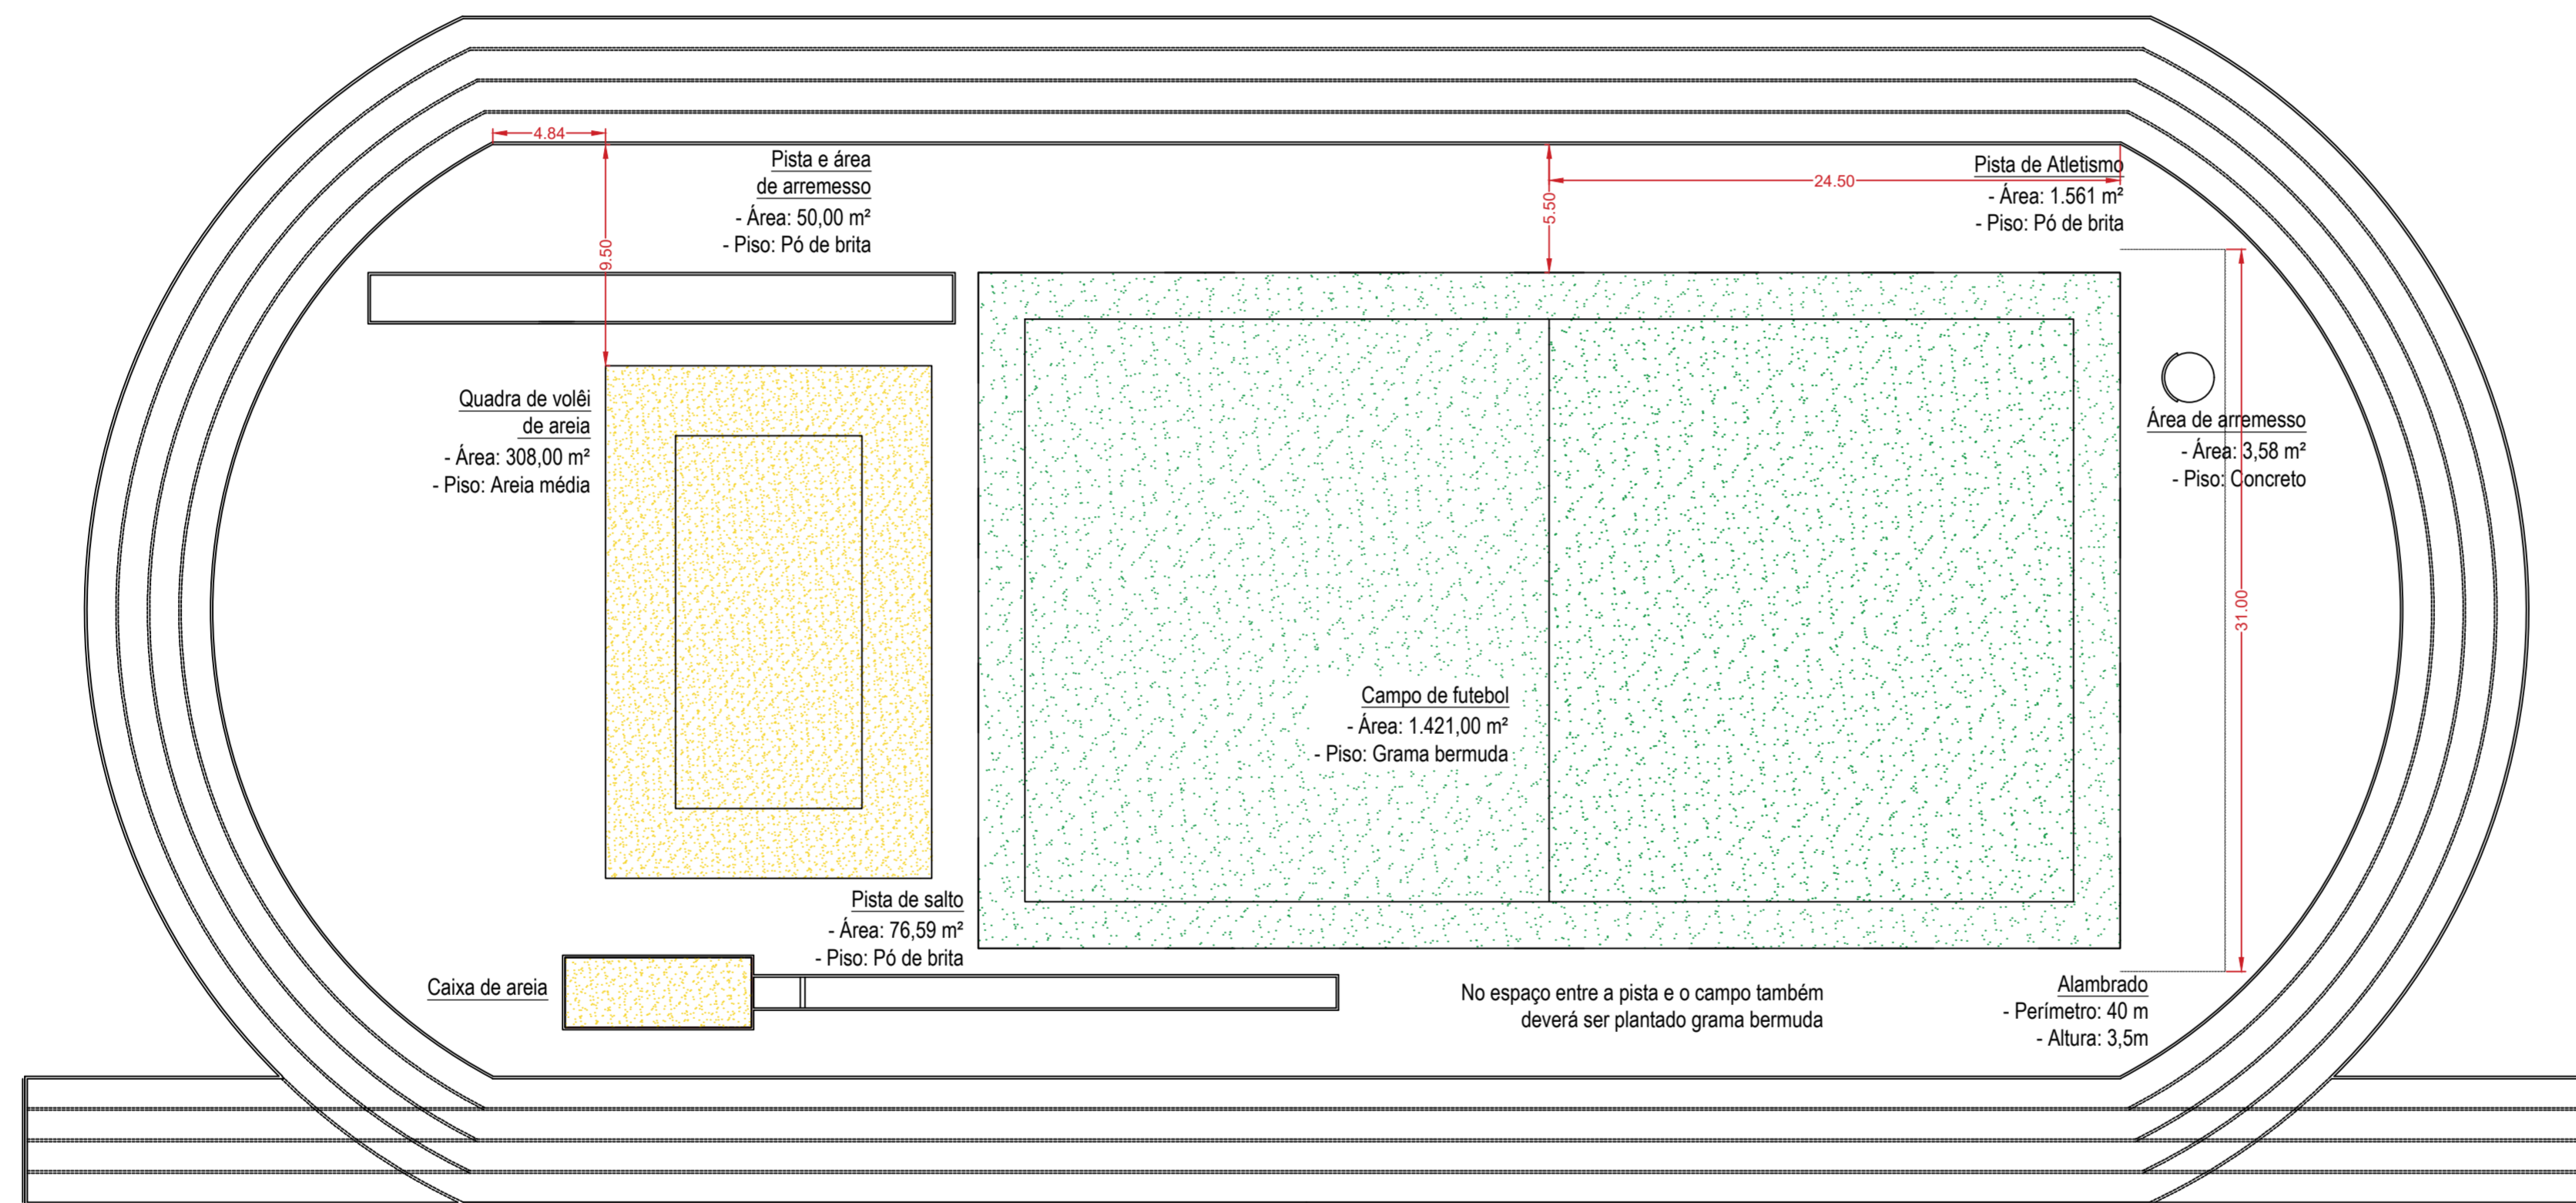 4.84
Pista e área
de arremesso
- Área: 50,00 m²
- Piso: Pó de brita
9.50
5.50
24.50
Pista de Atletismo
- Área: 1.561 m²
- Piso: Pó de brita
Quadra de volêi
de areia
- Área: 308,00 m²
- Piso: Areia média
Área de arremesso
- Área: 3,58 m²
- Piso: Concreto
31.00
Campo de futebol
- Área: 1.421,00 m²
- Piso: Grama bermuda
Pista de salto
- Área: 76,59 m²
- Piso: Pó de brita
Caixa de areia
No espaço entre a pista e o campo também
deverá ser plantado grama bermuda
Alambrado
- Perímetro: 40 m
- Altura: 3,5m